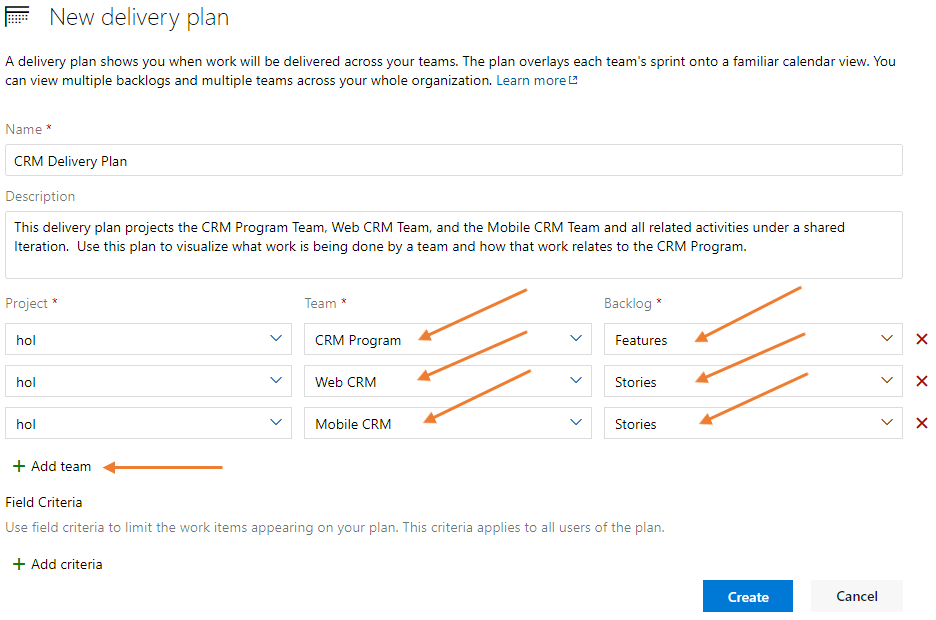 New delivery plan
A delivery plan shows you when work will be delivered across your teams. The plan overlays each team's sprint onto a familiar calendar view. You
can view multiple backlogs and multiple teams across your whole organization. Learn more
Name *
CRM Delivery Plan
Description
This delivery plan projects the CRM Program Team, Web CRM Team, and the Mobile CRM Team and all related activities under a shared
Iteration.  Use this plan to visualize what work is being done by a team and how that work relates to the CRM Program.
Project * Team * Backlog *
hol CRM Program Features
hol Web CRM Stories
hol Mobile CRM Stories
+ Add team
Field Criteria
Use field criteria to limit the work items appearing on your plan. This criteria applies to all users of the plan.
+ Add criteria
Create Cancel